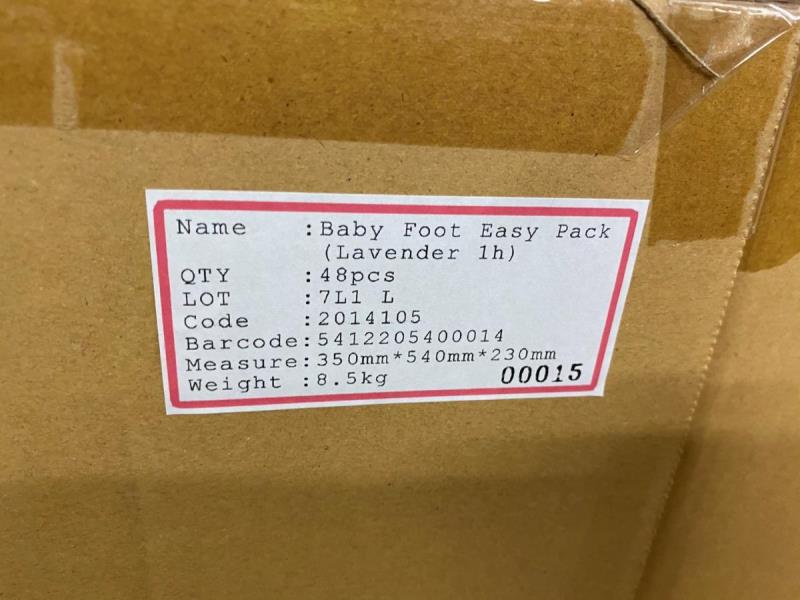 Name :Baby Foot Easy Pack
(Lavender 1h)
QTY :48pcs
LOT :7L1 L
Code :2014105
Barcode:5412205400014
Measure:350mm*540mm*230mm
Weight :8.5kg 00015